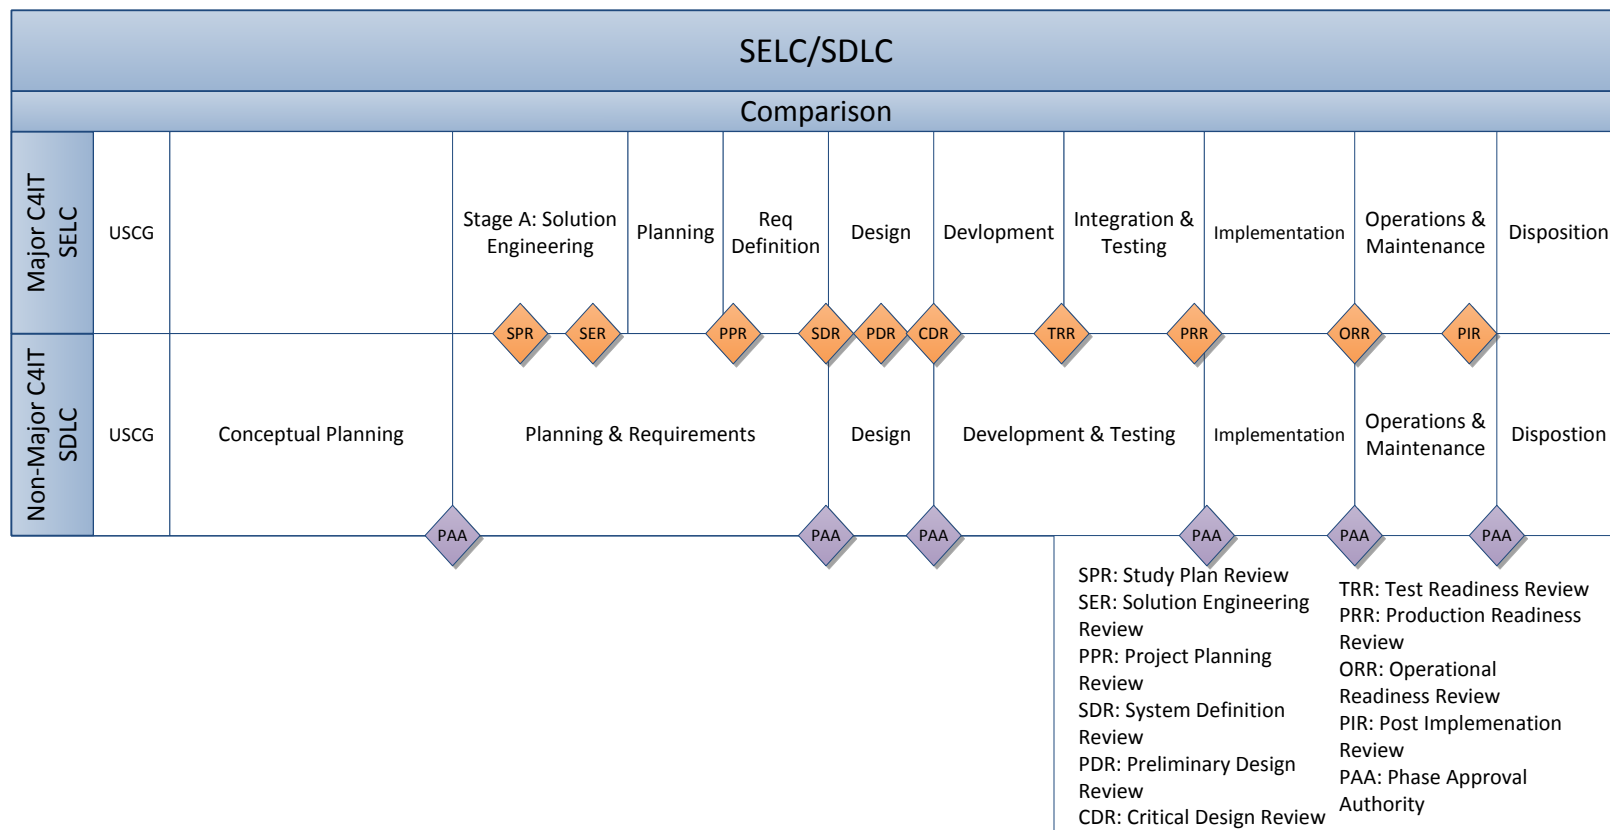 SELC/SDLC
Comparison
Major C4IT
SELC
USCG
Stage A: Solution
Engineering
Planning
Req
Definition
Design
Devlopment
Integration &
Testing
Implementation
Operations &
Maintenance
Disposition
SPR
SER
PPR
SDR
PDR
CDR
TRR
PRR
ORR
PIR
Non-Major C4IT
SDLC
USCG
Conceptual Planning
Planning & Requirements
Design
Development & Testing
Implementation
Operations &
Maintenance
Dispostion
PAA
PAA
PAA
PAA
PAA
PAA
SPR: Study Plan Review
SER: Solution Engineering
Review
PPR: Project Planning
Review
SDR: System Definition
Review
PDR: Preliminary Design
Review
CDR: Critical Design Review
TRR: Test Readiness Review
PRR: Production Readiness
Review
ORR: Operational
Readiness Review
PIR: Post Implemenation
Review
PAA: Phase Approval
Authority